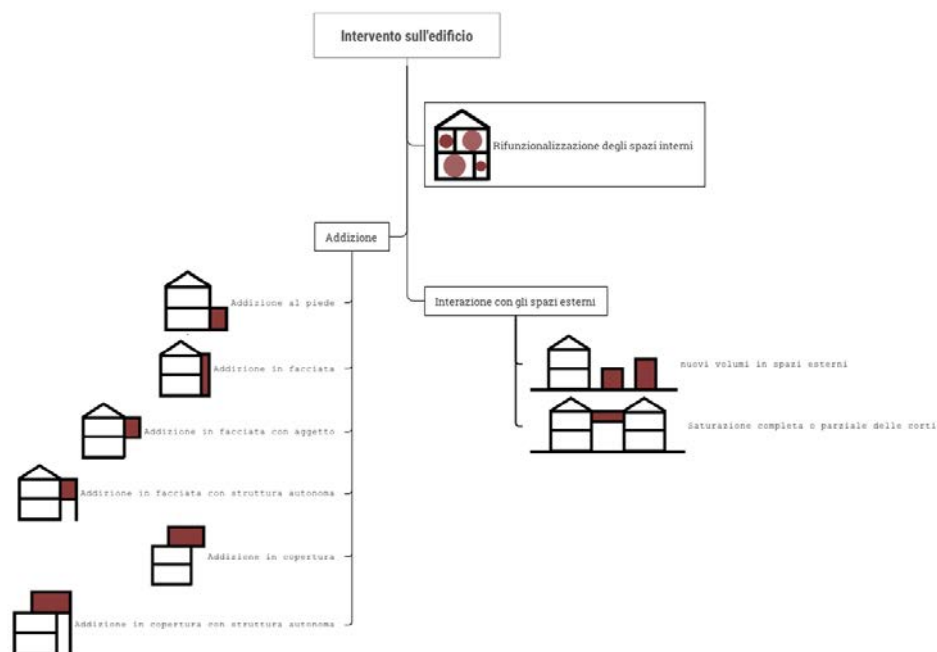 Intervento sull'edificio
Rifunzionalizzazione degli spazi interni
Addizione
Interazione con gli spazi esterni
Addizione al piede
Addizione in facciata
Addizione in facciata con aggetto
Addizione in facciata con struttura autonoma
Addizione in copertura
Addizione in copertura con struttura autonoma
nuovi volumi in spazi esterni
Saturazione completa o parziale delle corti